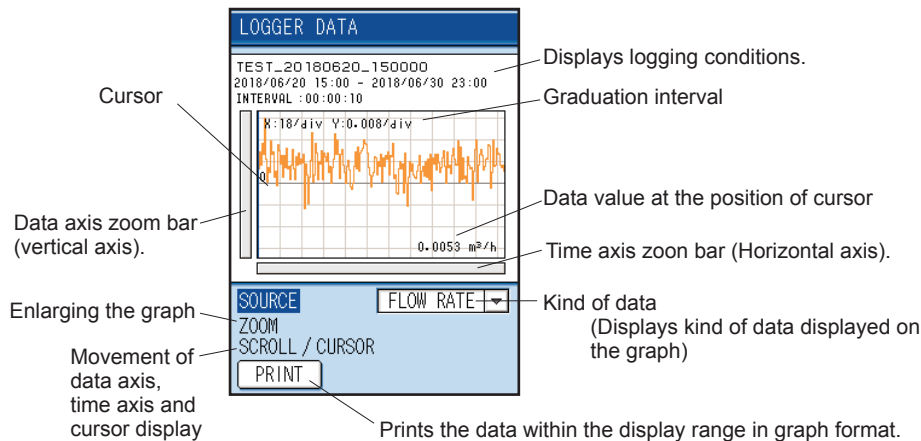 LOGGER DATA
TEST_20180620_150000
2018/06/20 15:00 - 2018/06/30 23:00
INTERVAL :00:00:10
Displays logging conditions.
Cursor
Graduation interval
X:18/div Y:0.008/div
0
Data value at the position of cursor
Data axis zoom bar
(vertical axis).
0.0053 m³/h
Time axis zoon bar (Horizontal axis).
SOURCE
FLOW RATE
Kind of data
(Displays kind of data displayed on
the graph)
Enlarging the graph
ZOOM
SCROLL / CURSOR
Movement of
data axis,
time axis and
cursor display
PRINT
Prints the data within the display range in graph format.